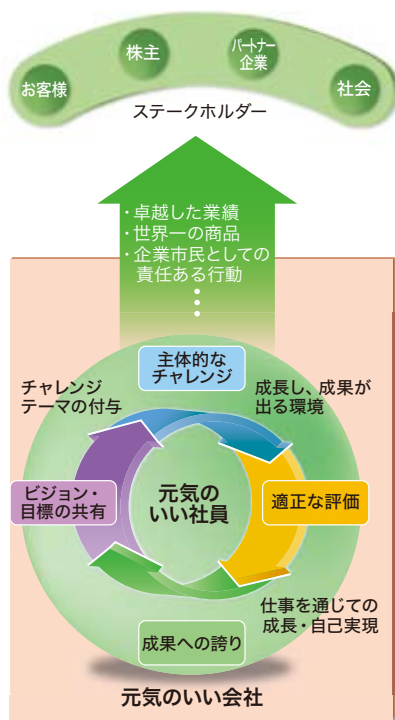 お客様
株主
パートナー
企業
社会
ステークホルダー
・卓越した業績
・世界一の商品
・企業市民としての
責任ある行動
・
・
・
主体的な
チャレンジ
チャレンジ
テーマの付与
成長し、成果が
出る環境
ビジョン・
目標の共有
元気の
いい社員
適正な評価
仕事を通じての
成長・自己実現
成果への誇り
元気のいい会社